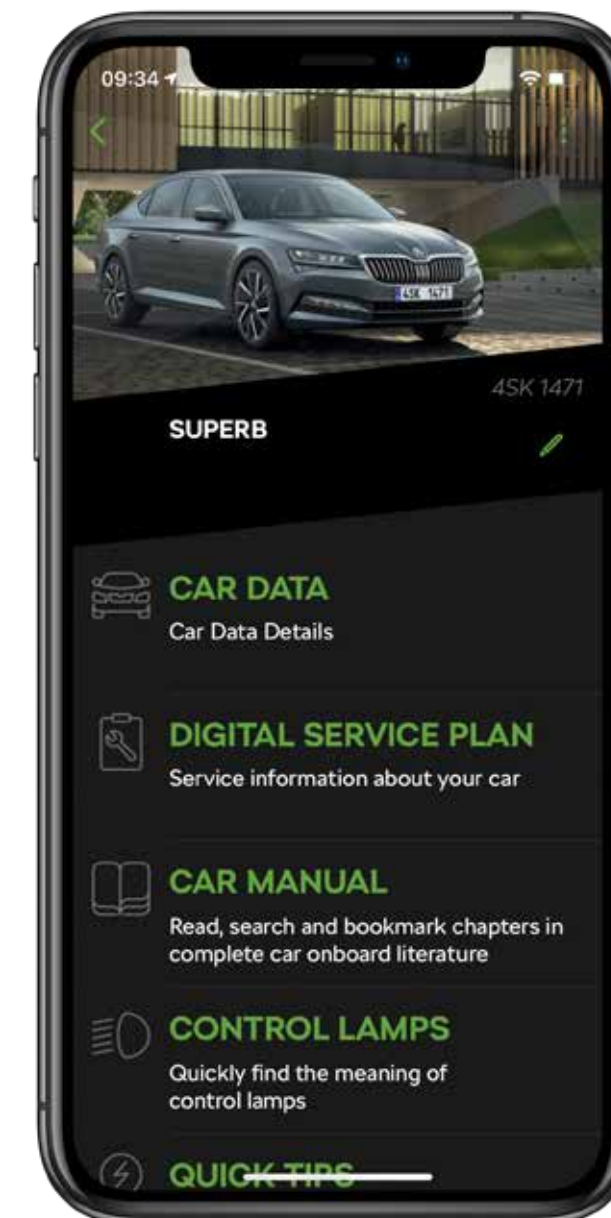 09:34
4SK 1471
4SK 1471
SUPERB
CAR DATA
Car Data Details
DIGITAL SERVICE PLAN
Service information about your car
CAR MANUAL
Read, search and bookmark chapters in
complete car onboard literature
CONTROL LAMPS
Quickly find the meaning of
control lamps
QUICK TIPS